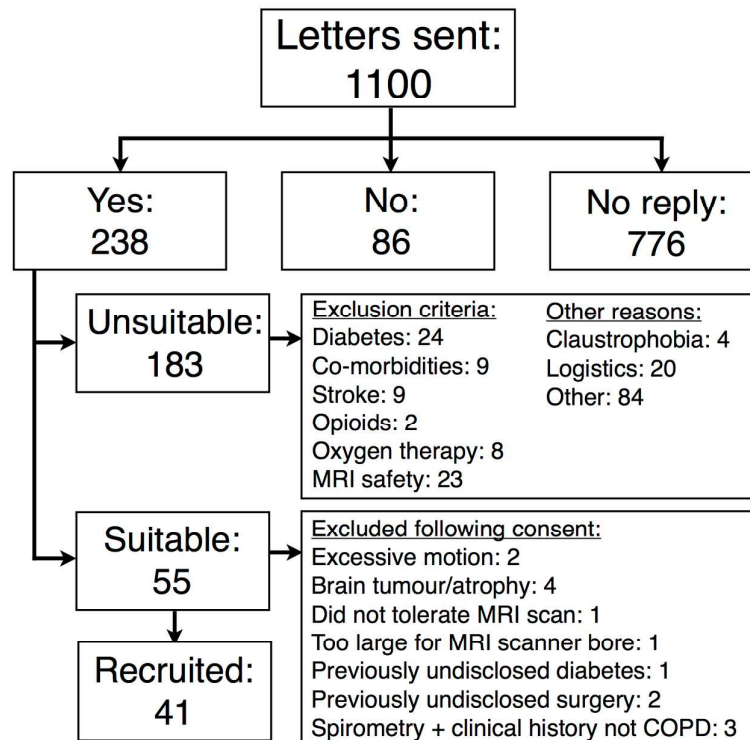 Letters sent:
1100
Yes:
238
No:
86
No reply:
776
Unsuitable:
183
Exclusion criteria:
Diabetes: 24
Co-morbidities: 9
Stroke: 9
Opioids: 2
Oxygen therapy: 8
MRI safety: 23
Other reasons:
Claustrophobia: 4
Logistics: 20
Other: 84
Suitable:
55
Excluded following consent:
Excessive motion: 2
Brain tumour/atrophy: 4
Did not tolerate MRI scan: 1
Too large for MRI scanner bore: 1
Previously undisclosed diabetes: 1
Previously undisclosed surgery: 2
Spirometry + clinical history not COPD: 3
Recruited:
41